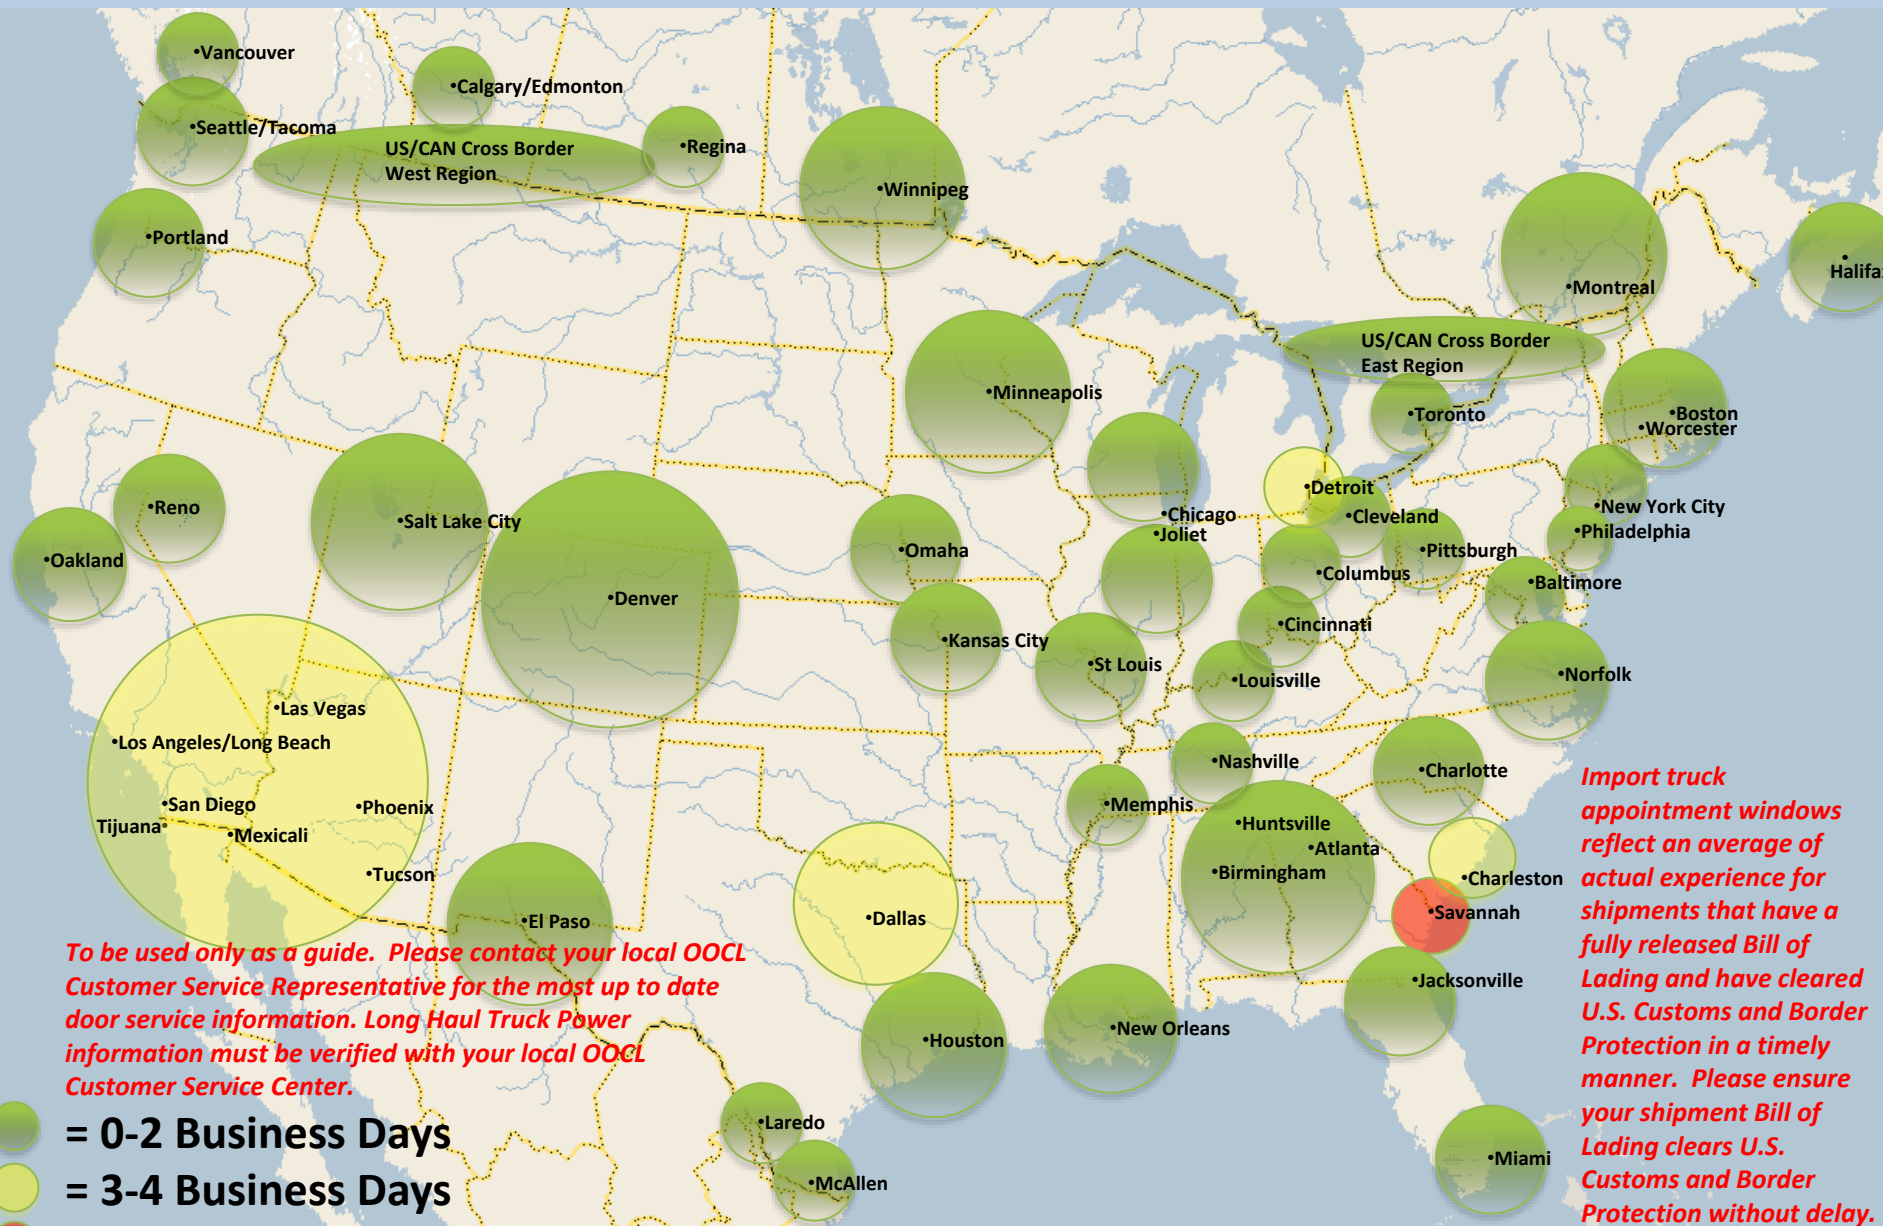 •Vancouver
•Calgary/Edmonton
•Seattle/Tacoma
US/CAN Cross Border
West Region
•Regina
•Winnipeg
•Portland
•Montreal
•
Halifa
US/CAN Cross Border
East Region
•Minneapolis
•Toronto
•Boston
•Worcester
•Detroit
•Reno
•Salt Lake City
•Chicago
•Joliet
•Cleveland
•New York City
•Philadelphia
•Oakland
•Omaha
•Pittsburgh
•Columbus
•Baltimore
•Denver
•Kansas City
•Cincinnati
•St Louis
•Louisville
•Norfolk
•Las Vegas
•Los Angeles/Long Beach
•Nashville
•Charlotte
•San Diego
•Phoenix
•Memphis
Tijuana•
•Mexicali
•Huntsville
•Atlanta
•Birmingham
•Tucson
•Charleston
•Savannah
•El Paso
•Dallas
•Jacksonville
•New Orleans
•Houston
•Laredo
•McAllen
•Miami
Import truck
appointment windows
reflect an average of
actual experience for
shipments that have a
fully released Bill of
Lading and have cleared
U.S. Customs and Border
Protection in a timely
manner.  Please ensure
your shipment Bill of
Lading clears U.S.
Customs and Border
Protection without delay.
To be used only as a guide.  Please contact your local OOCL
Customer Service Representative for the most up to date
door service information. Long Haul Truck Power
information must be verified with your local OOCL
Customer Service Center.
= 0-2 Business Days
= 3-4 Business Days